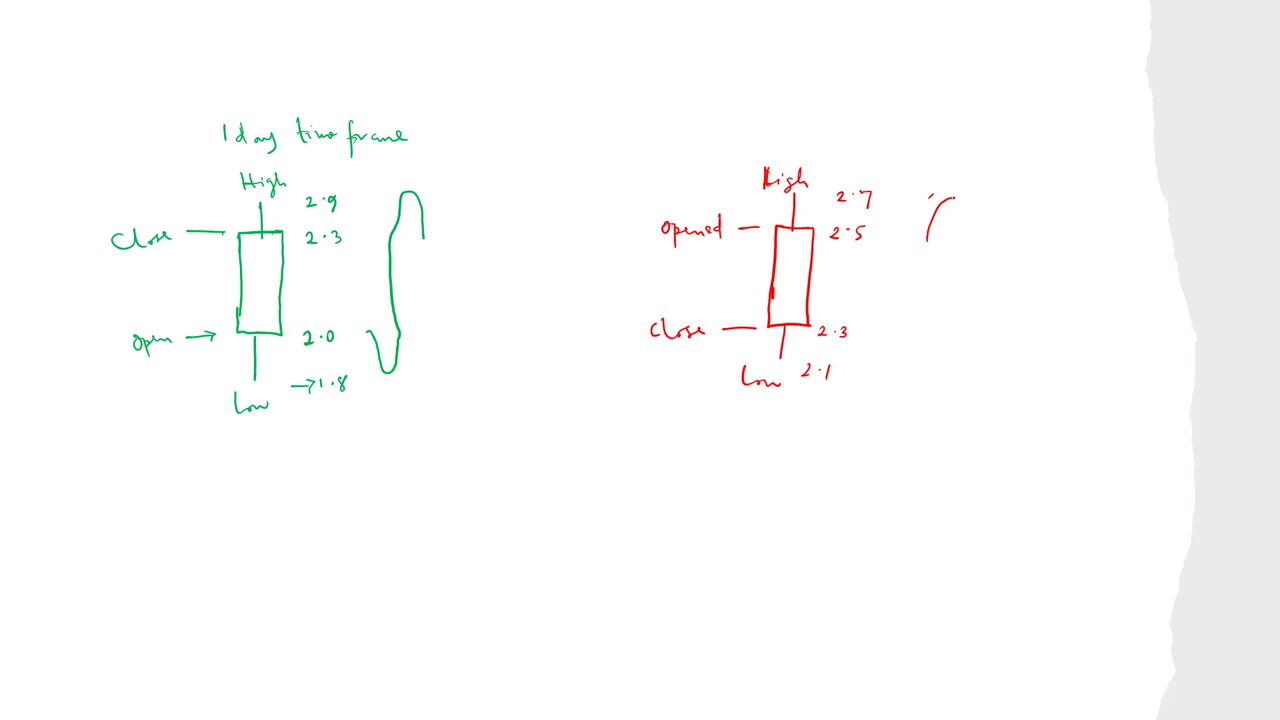 1 day time frame
High
2.9
Close
2.3
open
2.0
1.8
Low
High
2.7
opened
2.5
Close
2.3
Low
2.1